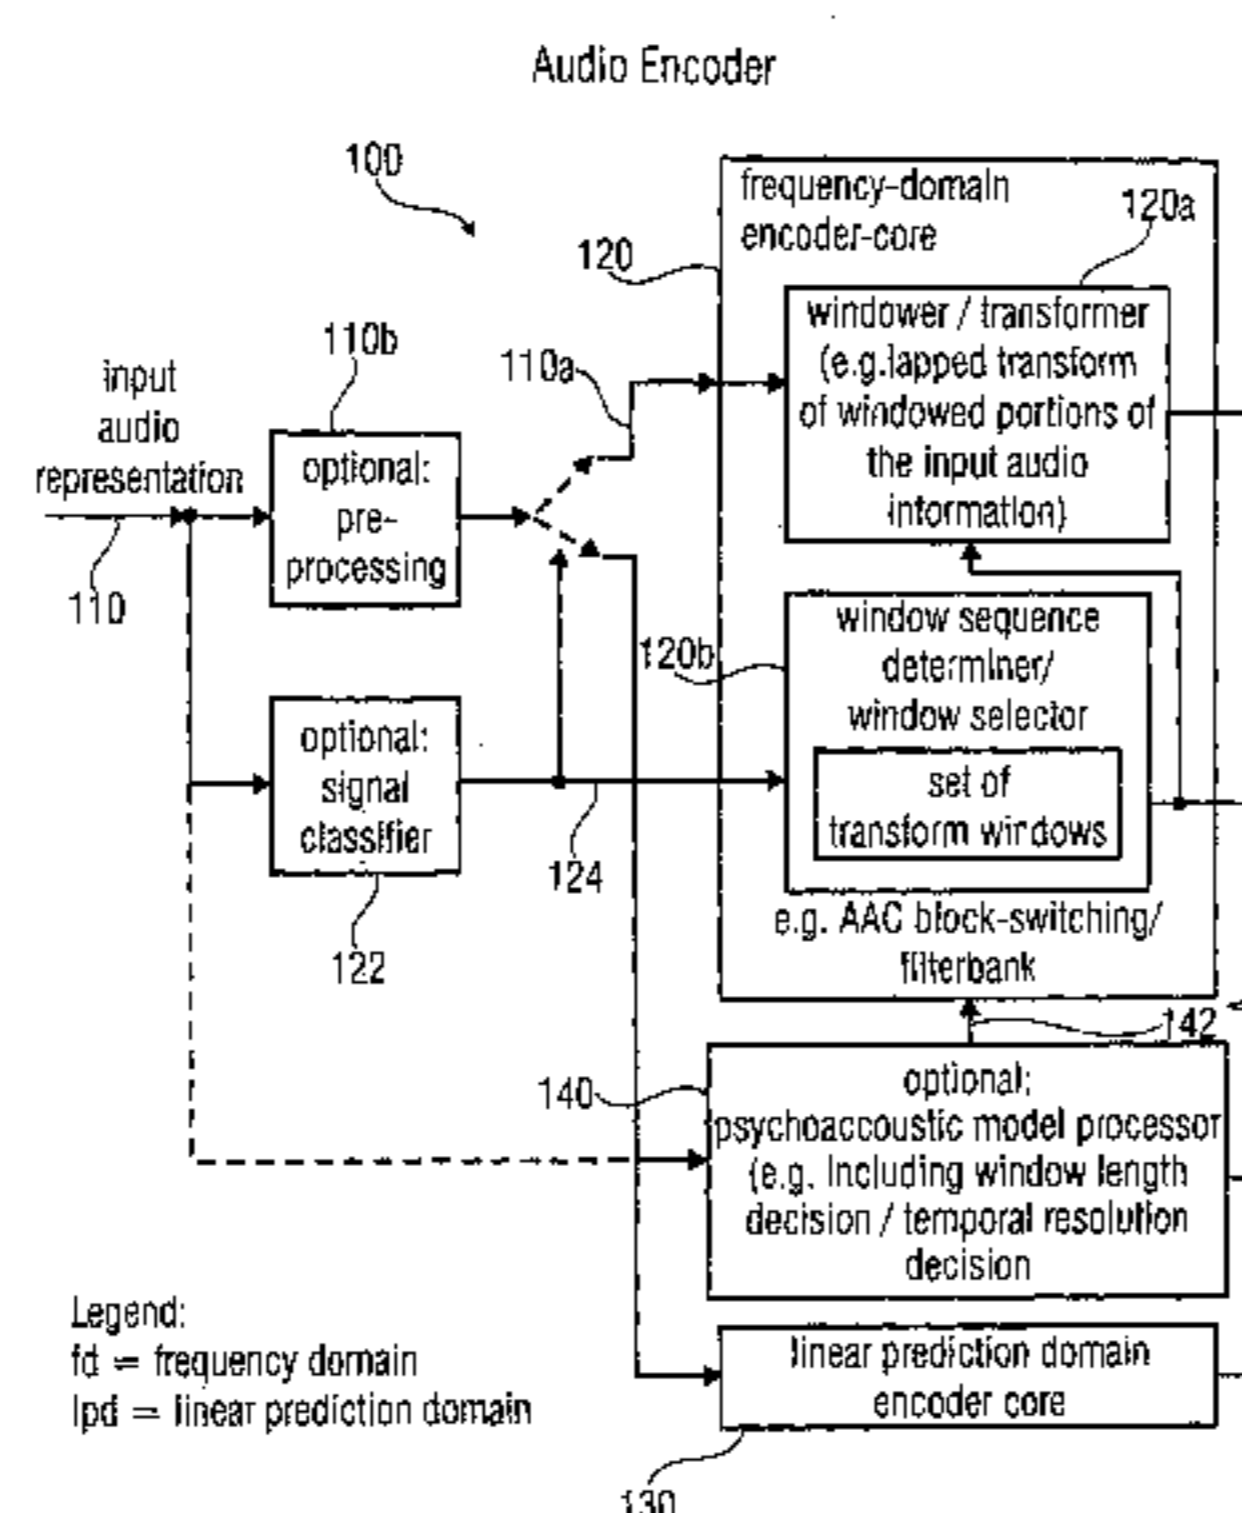 Audio Encoder
100
frequency-domain
encoder-core
120a
120
windower / transformer
(e.g.lapped transform
of windowed portions of
the input audio
information)
110b
110a
input
audio
representation
optional:
pre-
processing
110
window sequence
determiner/
window selector
120b
set of
transform windows
optional:
signal
classifier
124
122
e.g. AAC block-switching/
filterbank
142
140
optional:
psychoaccoustic model processor
(e.g. Including window length
decision / temporal resolution
decision
Legend:
fd = frequency domain
lpd = linear prediction domain
linear prediction domain
encoder core
130